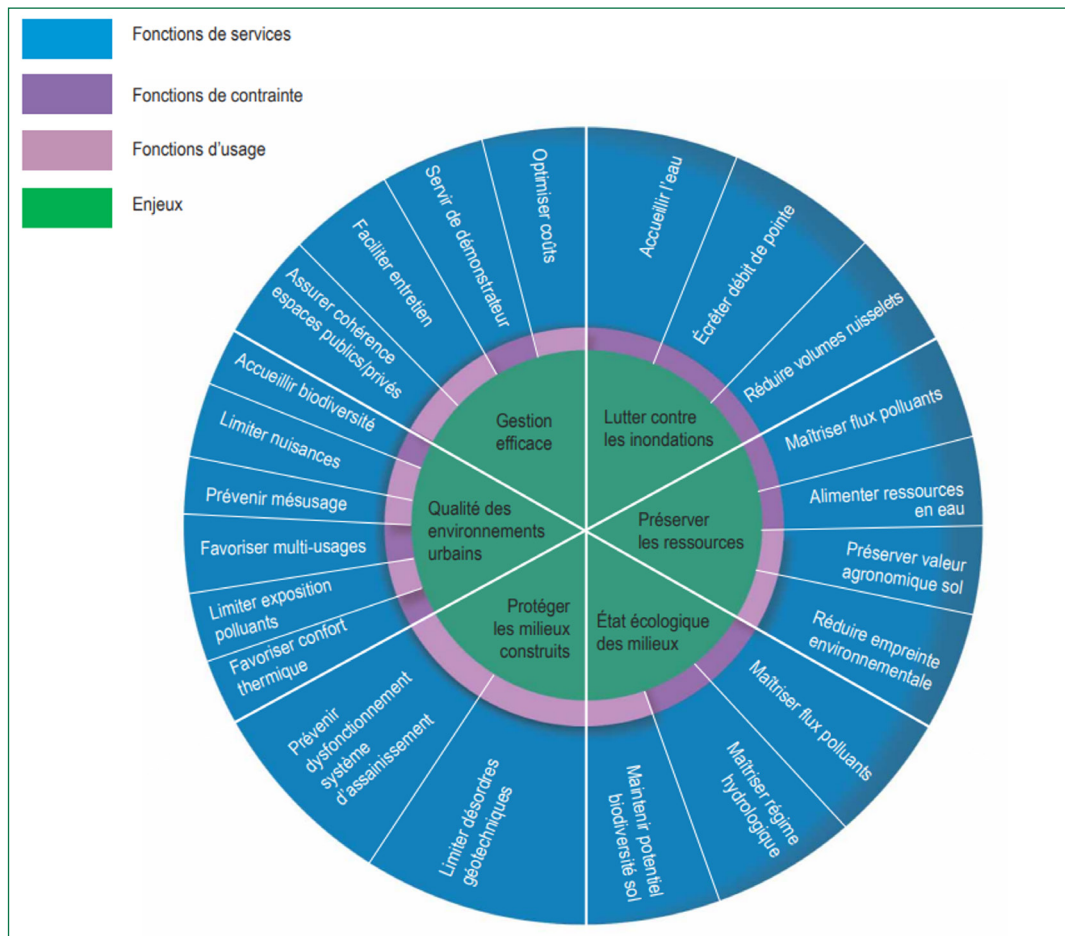 Fonctions de services
Fonctions de contrainte
Fonctions d'usage
Enjeux
Accueillir l'eau
Écrêter débit de pointe
Réduire volumes ruisselets
Maîtriser flux polluants
Alimenter ressources
en eau
Préserver valeur
agronomique sol
Réduire empreinte
environnementale
Maîtriser flux polluants
Maîtriser régime
hydrologique
Maintenir potentiel
biodiversité sol
Limiter désordres
géotechniques
Prévenir
dysfonctionnement
système
d'assainissement
Favoriser confort
thermique
Limiter exposition
polluants
Favoriser multi-usages
Prévenir mésusage
Limiter nuisances
Accueillir biodiversité
Assurer cohérence
espaces publics/privés
Faciliter entretien
Servir de démonstrateur
Optimiser coûts
Gestion
efficace
Lutter contre
les inondations
Qualité des
environnements
urbains
Préserver
les ressources
Protéger
les milieux
construits
État écologique
des milieux